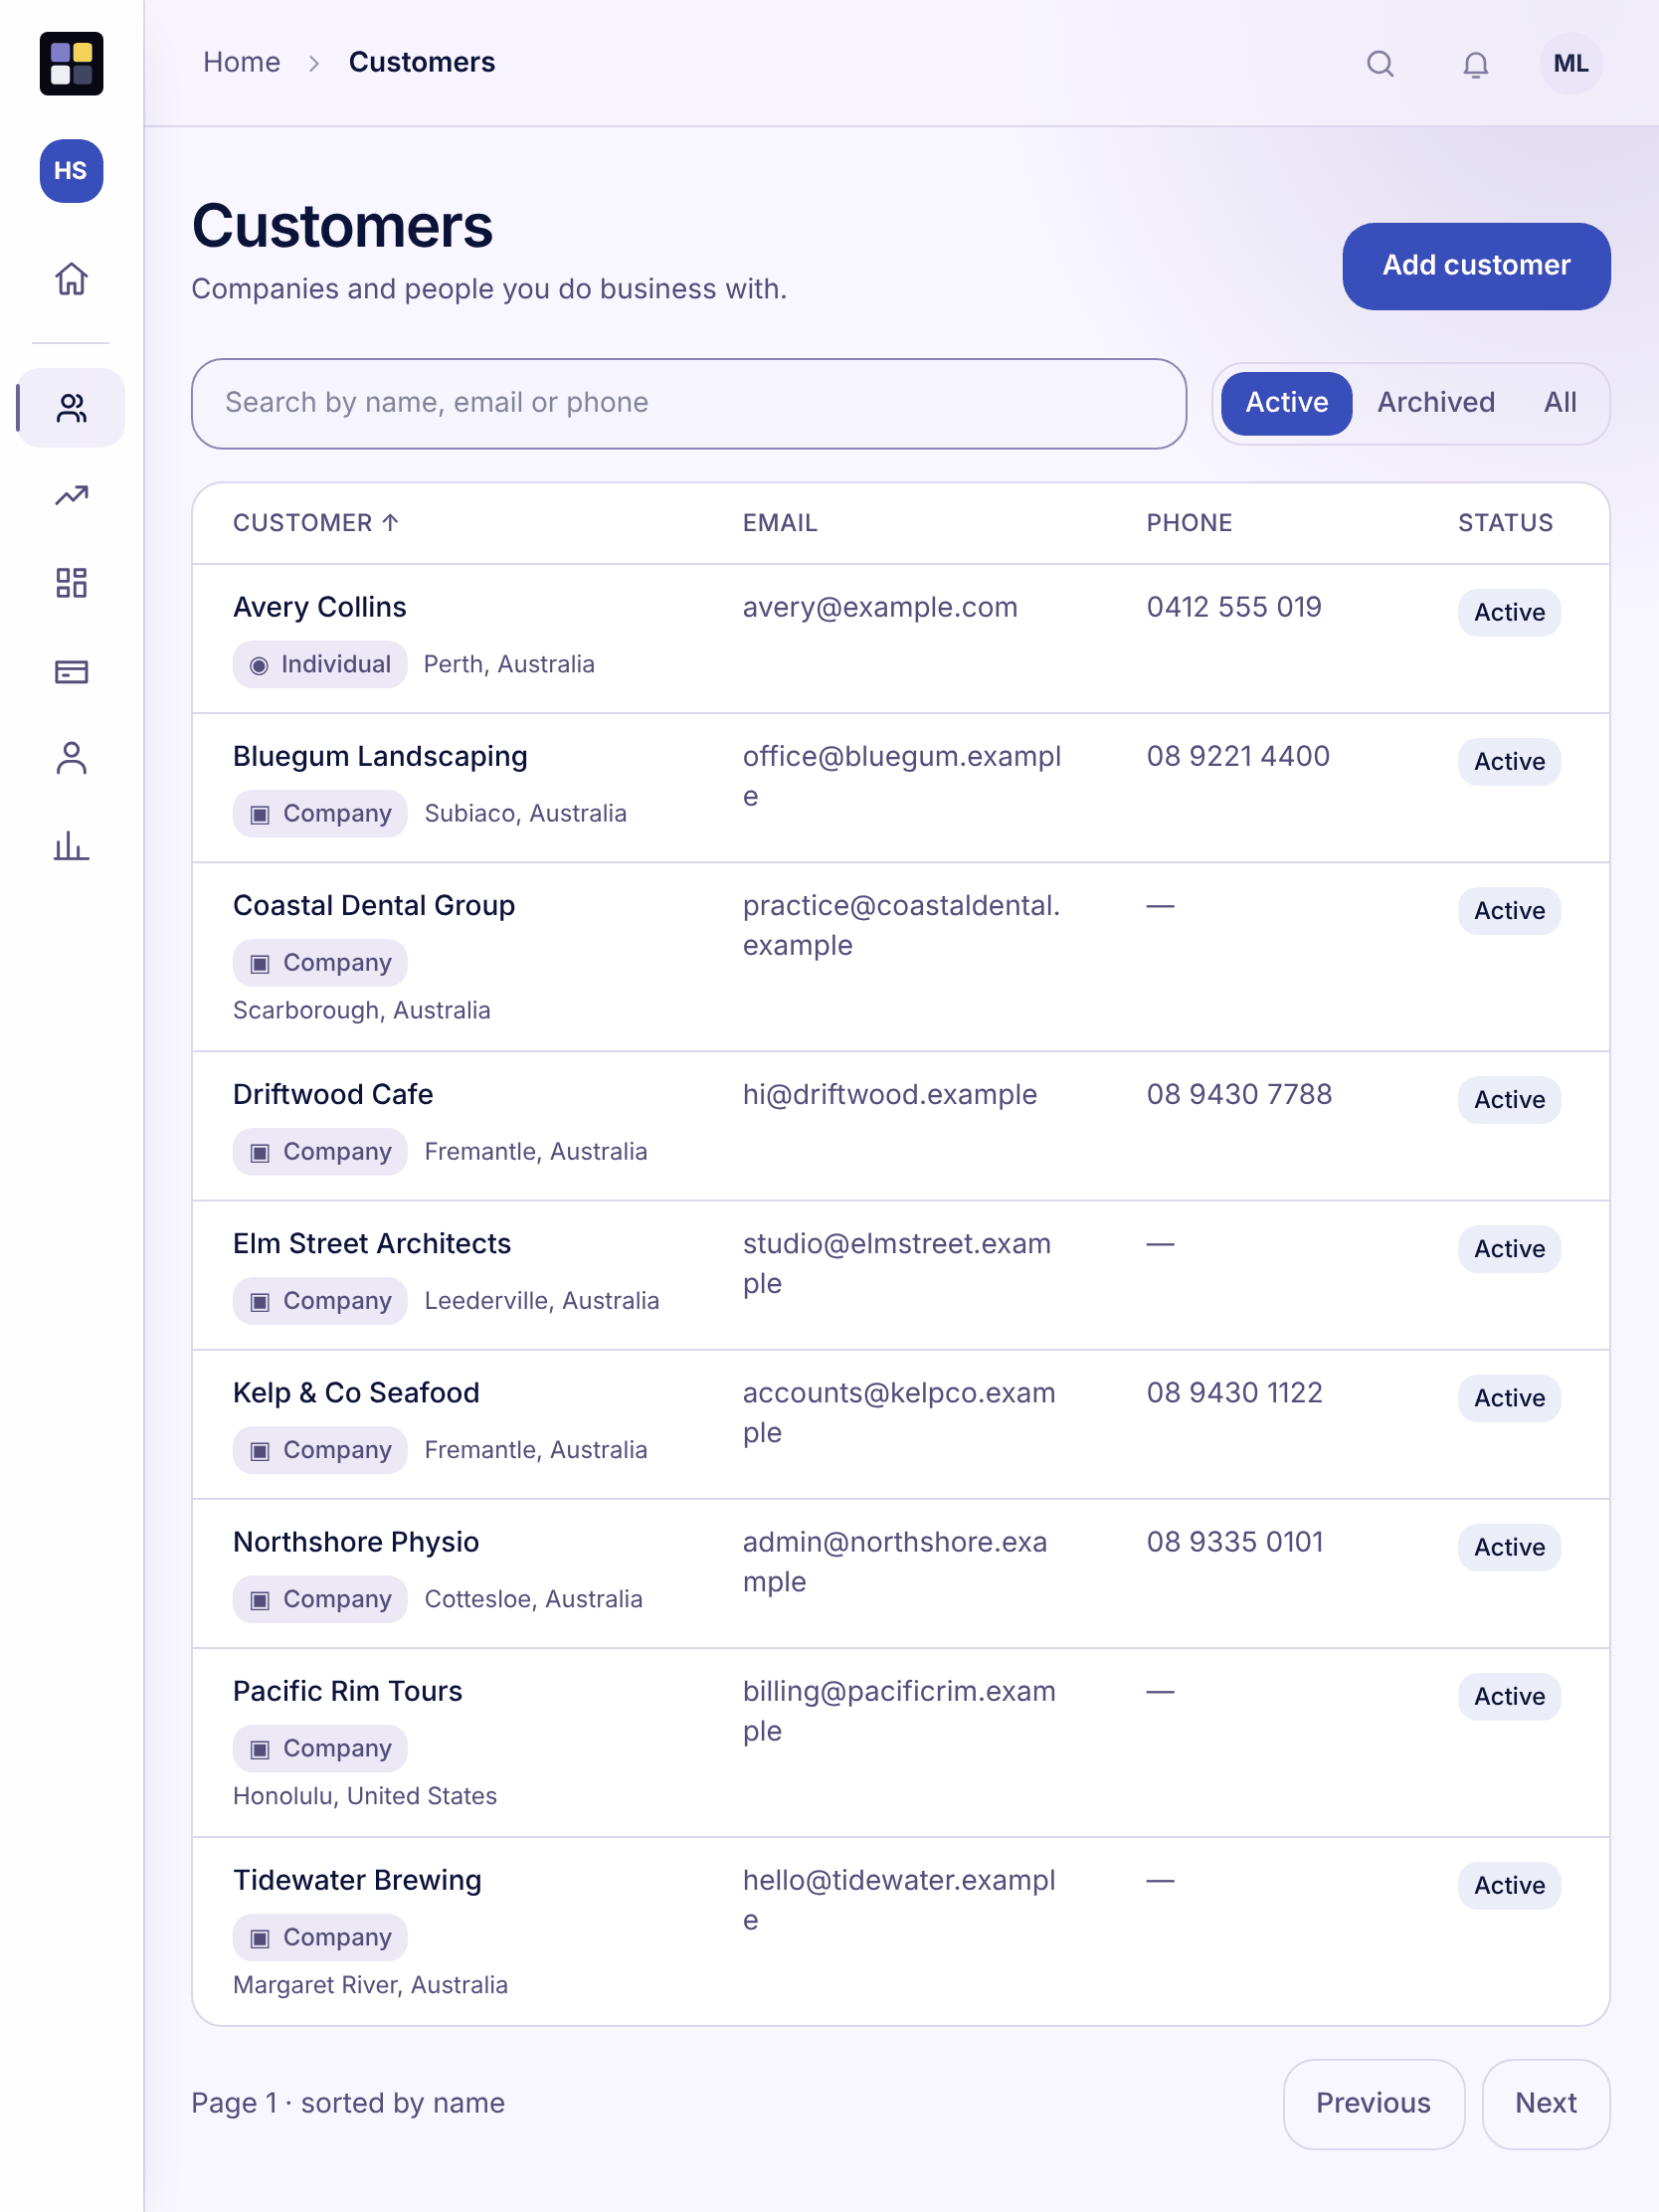 Home > Customers
ML
HS
Customers
Companies and people you do business with.
Add customer
Search by name, email or phone
Active Archived All
CUSTOMER ↑ EMAIL PHONE STATUS
Avery Collins avery@example.com 0412 555 019 Active
Individual Perth, Australia
Bluegum Landscaping office@bluegum.exampl 08 9221 4400 Active
e
Company Subiaco, Australia
Coastal Dental Group practice@coastaldental. — Active
example
Company
Scarborough, Australia
Driftwood Cafe hi@driftwood.example 08 9430 7788 Active
Company Fremantle, Australia
Elm Street Architects studio@elmstreet.exam — Active
ple
Company Leederville, Australia
Kelp & Co Seafood accounts@kelpco.exam 08 9430 1122 Active
ple
Company Fremantle, Australia
Northshore Physio admin@northshore.exa 08 9335 0101 Active
mple
Company Cottesloe, Australia
Pacific Rim Tours billing@pacificrim.exam — Active
ple
Company
Honolulu, United States
Tidewater Brewing hello@tidewater.exampl — Active
e
Company
Margaret River, Australia
Page 1 · sorted by name
Previous Next